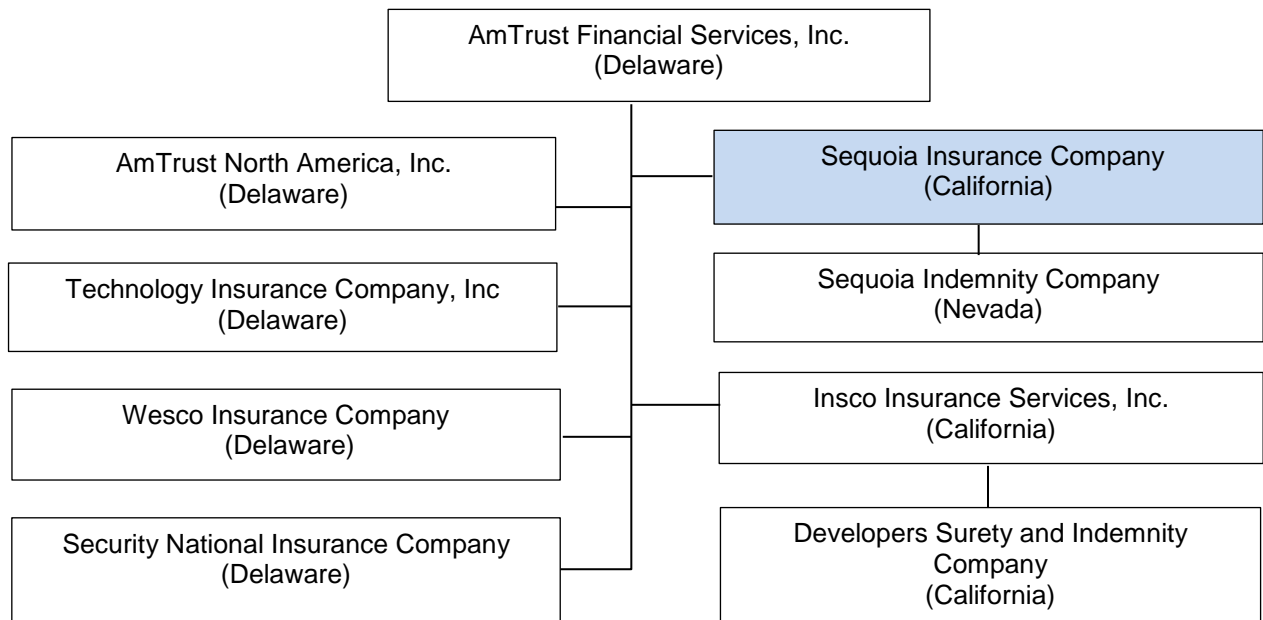 AmTrust Financial Services, Inc.
(Delaware)
AmTrust North America, Inc.
(Delaware)
Sequoia Insurance Company
(California)
Technology Insurance Company, Inc
(Delaware)
Sequoia Indemnity Company
(Nevada)
Wesco Insurance Company
(Delaware)
Insco Insurance Services, Inc.
(California)
Security National Insurance Company
(Delaware)
Developers Surety and Indemnity
Company
(California)